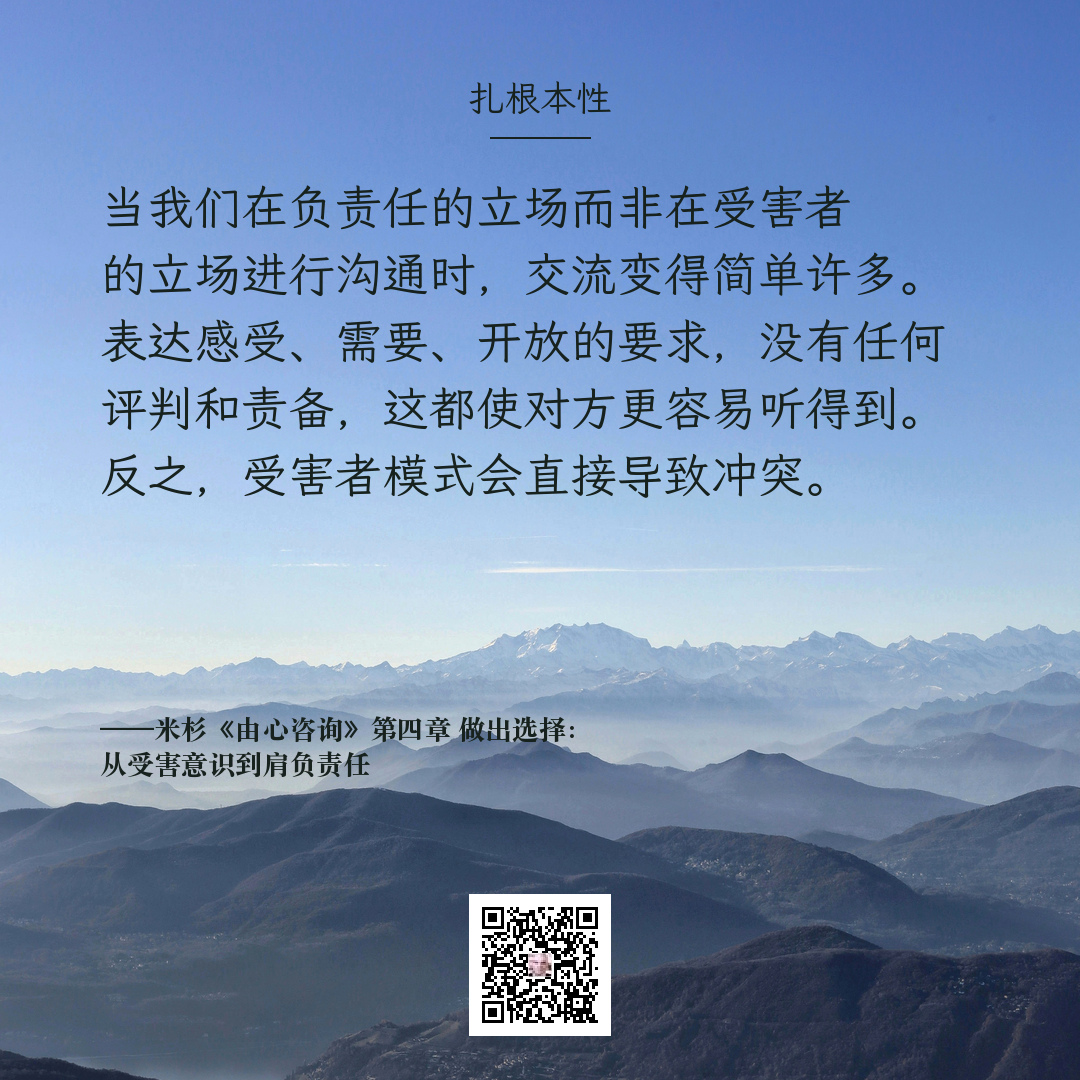 扎根本性
当我们在负责任的立场而非在受害者
的立场进行沟通时，交流变得简单许多。
表达感受、需要、开放的要求，没有任何
评判和责备，这都使对方更容易听得到。
反之，受害者模式会直接导致冲突。
——米杉《由心咨询》第四章 做出选择：
从受害意识到肩负责任